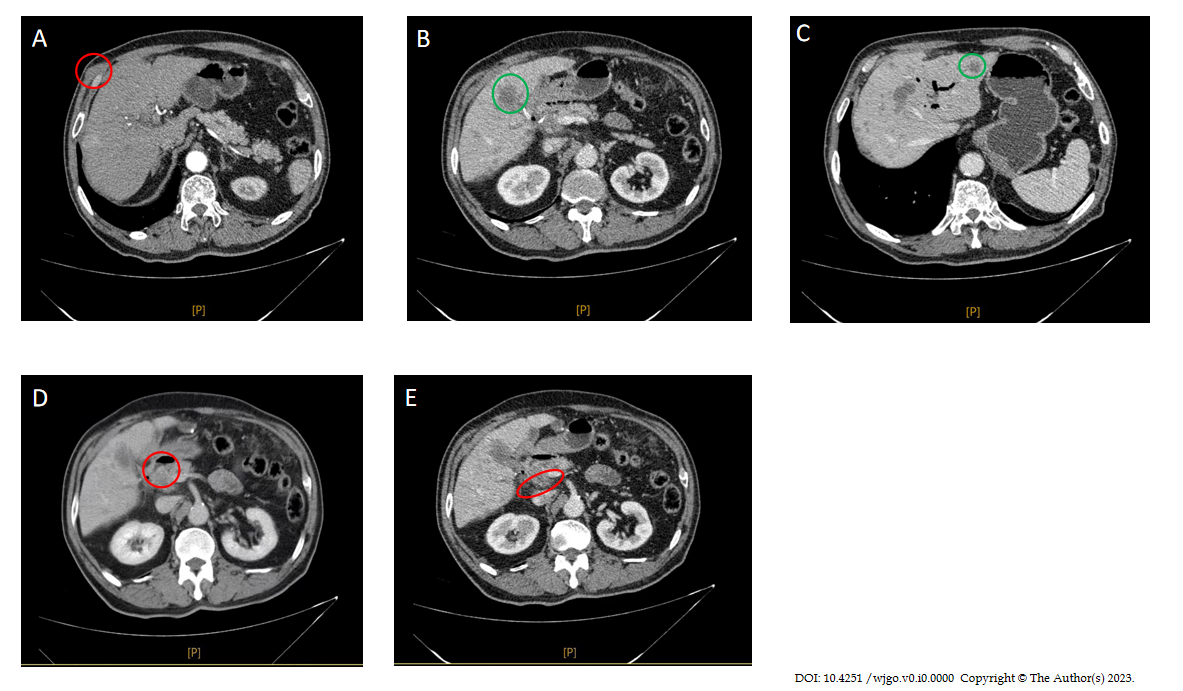 A
B
C
[P]
[P]
[P]
D
E
[P]
[P]
DOI: 10.4251 /wjgo.v0.i0.0000 Copyright © The Author(s) 2023.